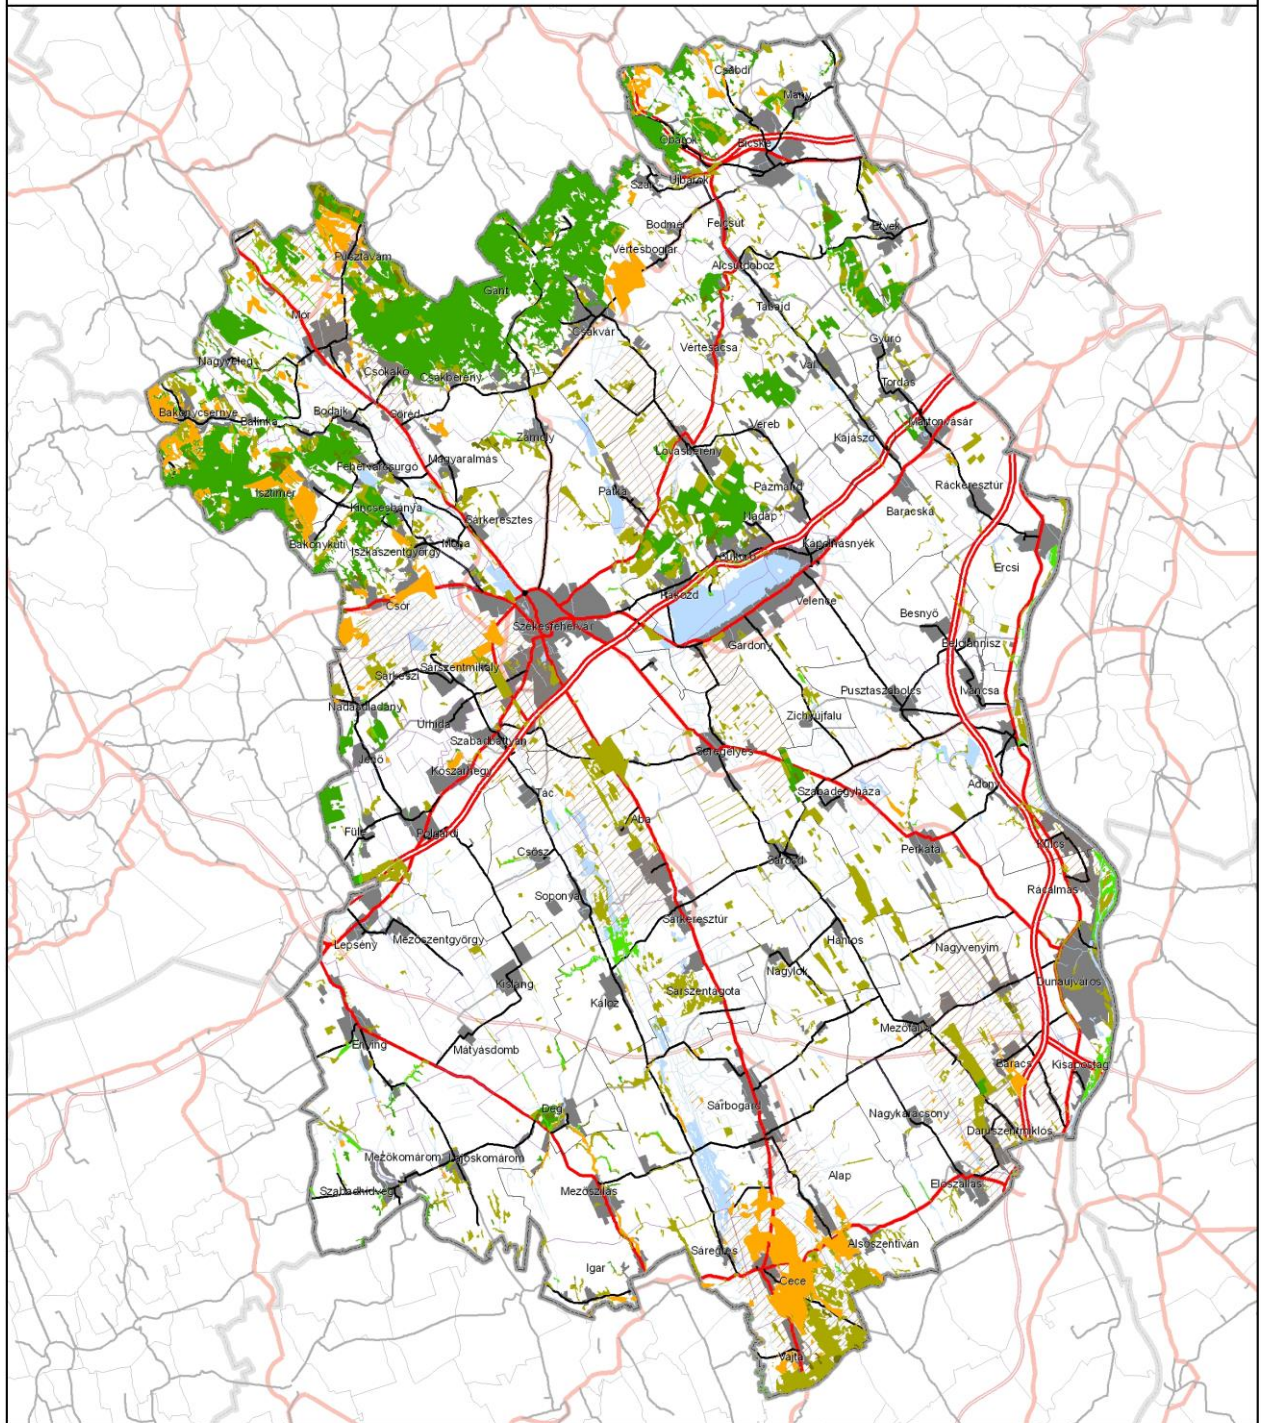 Csabdi
Mány
Óbarok
Bicske
Szár
Újbarok
Bodmér
Felcsút
Etyek
Vértesboglár
Alcsútdoboz
Pusztavám
Gánt
Tabajd
Mór
Csákvár
Vértesacsa
Gyúró
Vál
Nagyveleg
Csókakő
Csákberény
Tordas
Bakonycsernye
Balinka
Bodajk
Söréd
Martonvásár
Vereb
Zámoly
Kajászó
Lovasberény
Magyaralmás
Fehérvárcsurgó
Isztimér
Pátka
Pázmánd
Ráckeresztúr
Kincsesbánya
Nadap
Baracska
Sárkeresztes
Bakonykúti
Moha
Iszkaszentgyörgy
Kápolnásnyék
Sukoró
Ercsi
Pákozd
Csór
Velence
Besnyő
Székesfehérvár
Gárdony
Beloiannisz
Sárszentmihály
Sárkeszi
Pusztaszabolcs
Iváncsa
Nádasdladány
Zichyújfalu
Úrhida
Szabadbattyán
Jenő
Seregélyes
Kőszárhegy
Adony
Tác
Szabadegyháza
Aba
Füle
Polgárdi
Kulcs
Csősz
Perkáta
Sárosd
Soponya
Rácalmás
Sárkeresztúr
Lepsény
Mezőszentgyörgy
Hantos
Nagyvenyim
Nagylók
Kisláng
Dunaújváros
Káloz
Sárszentágota
Mezőfalva
Enying
Mátyásdomb
Baracs
Kisapostag
Dég
Sárbogárd
Nagykarácsony
Daruszentmiklós
Mezőkomárom
Lajoskomárom
Alap
Szabadhídvég
Mezőszilas
Előszállás
Sáregres
Alsószentiván
Igar
Cece
Vajta